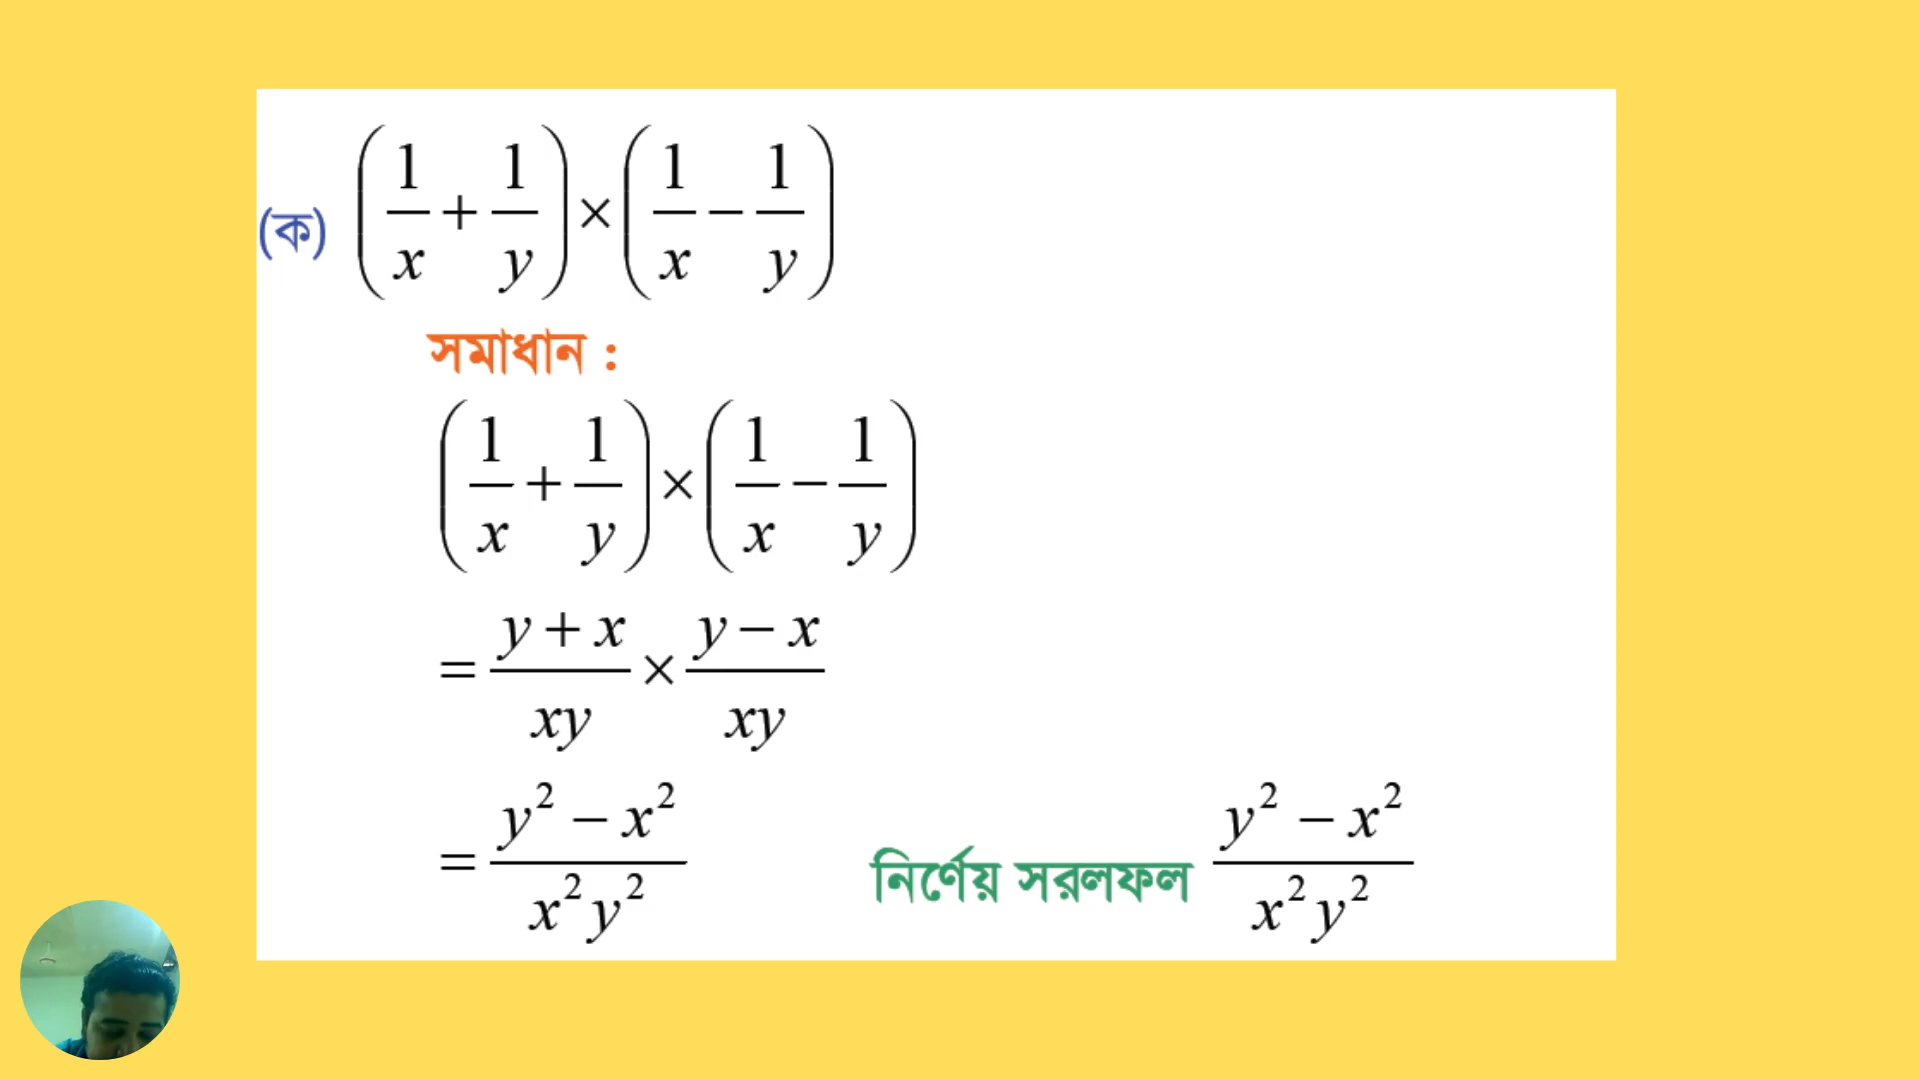 (ক) (1/x + 1/y) × (1/x − 1/y)
সমাধান :
(1/x + 1/y) × (1/x − 1/y)
= (y + x)/xy × (y − x)/xy
= (y² − x²)/x²y² নির্ণেয় সরলফল (y² − x²)/x²y²